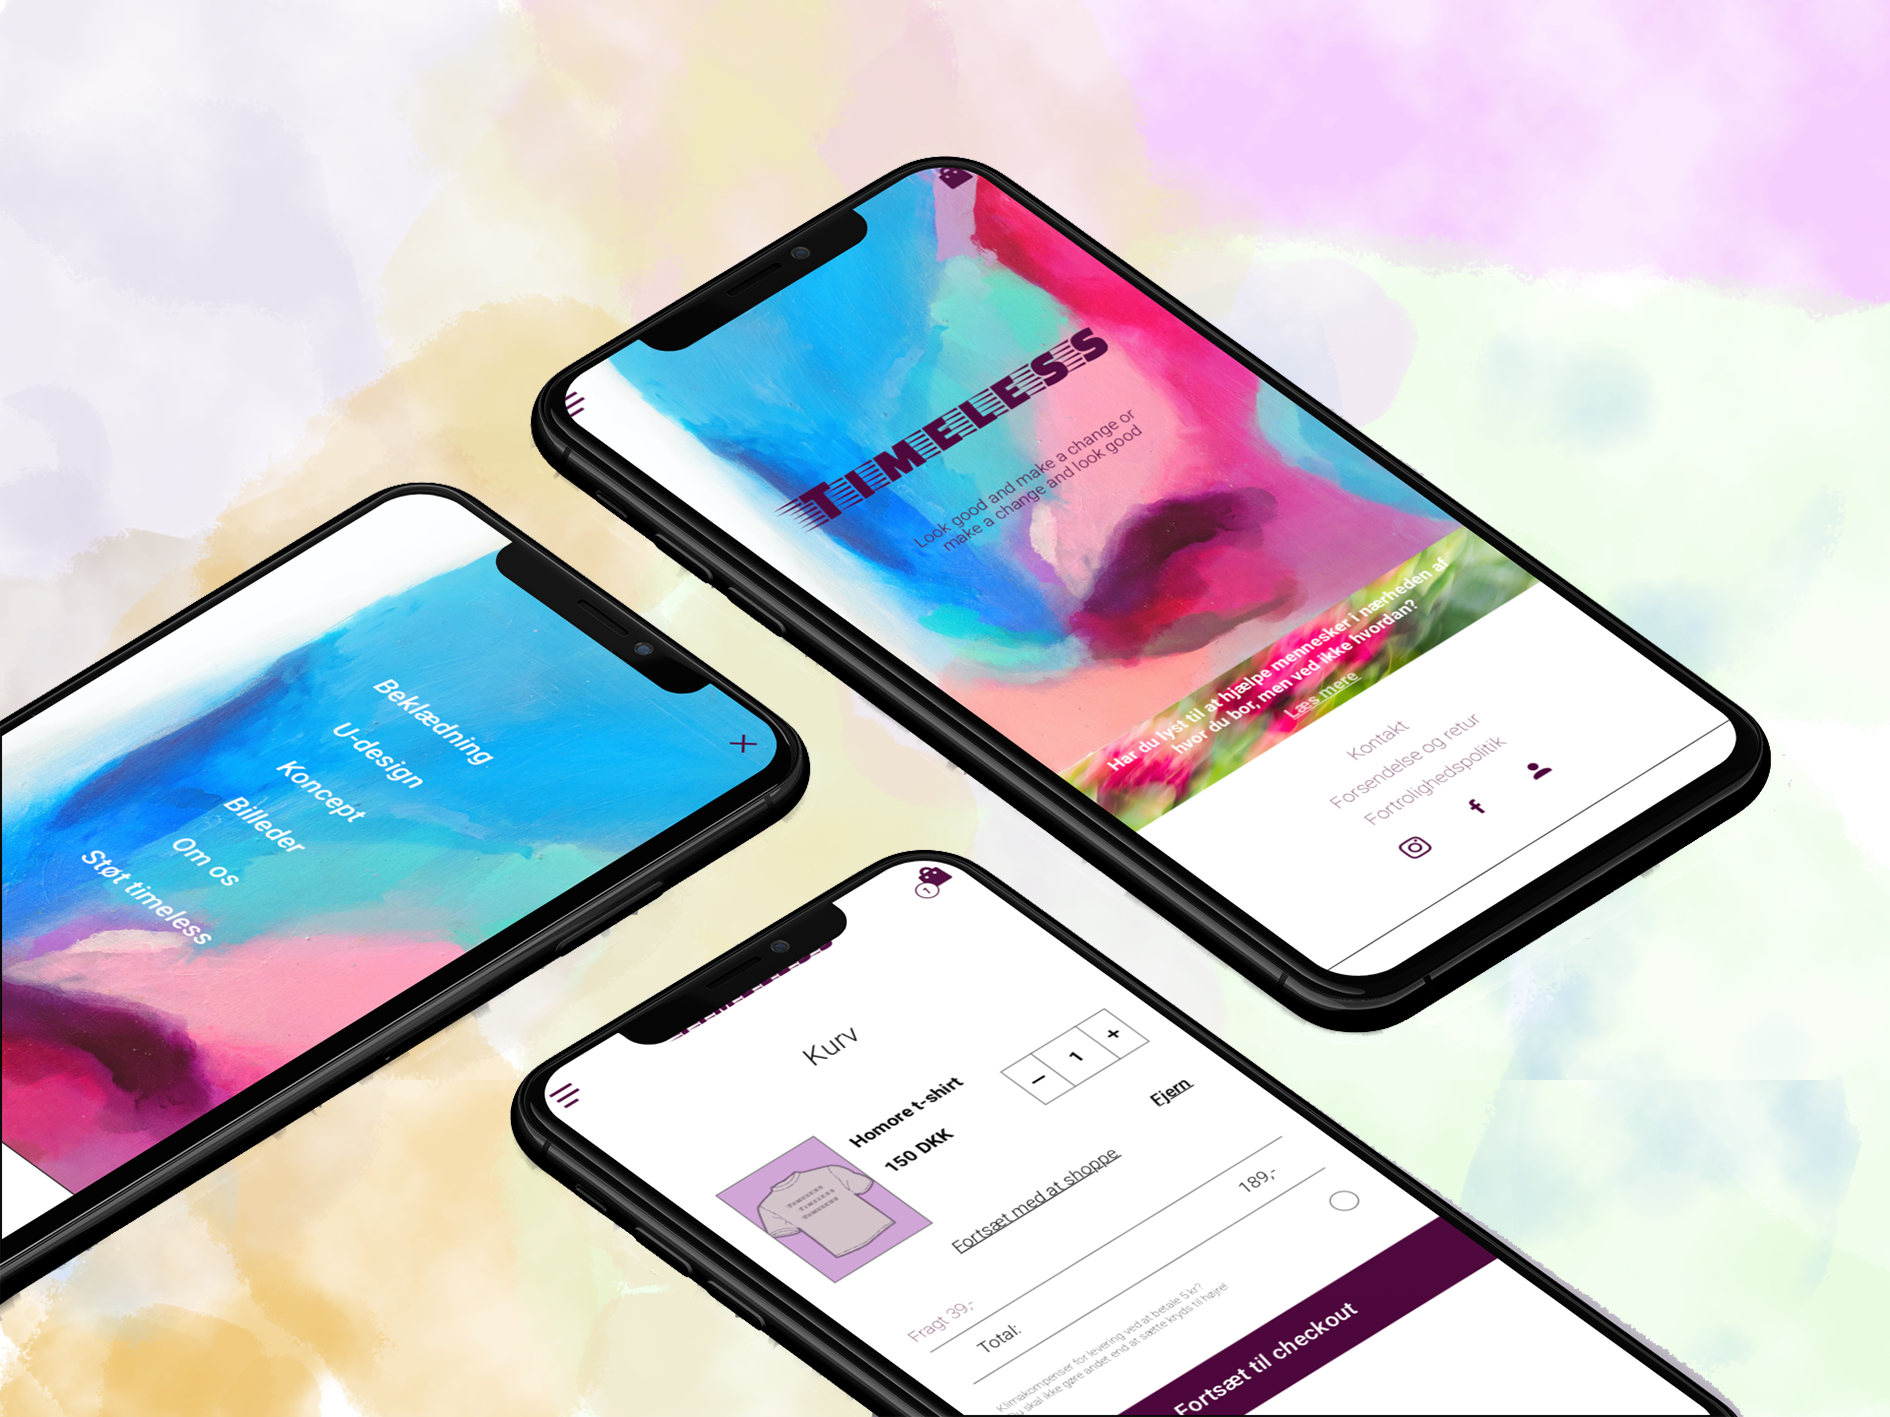 TIMELESS
Look good and make a change or
make a change and look good
Har du lyst til at hjælpe mennesker i nærheden af
hvor du bor, men ved ikke hvordan?
Læs mere
Kontakt
Forsendelse og retur
Fortrolighedspolitik
Beklædning
U-design
Koncept
Billeder
Om os
Støt timeless
1
Kurv
Homore t-shirt
150 DKK
– 1 +
Fjern
TIMELESS
TIMELESS
TIMELESS
Fortsæt med at shoppe
Fragt 39,-
Total: 189,-
Klimakompenser for levering ved at betale 5 kr?
Du skal ikke gøre andet end at sætte kryds til højre!
Fortsæt til checkout